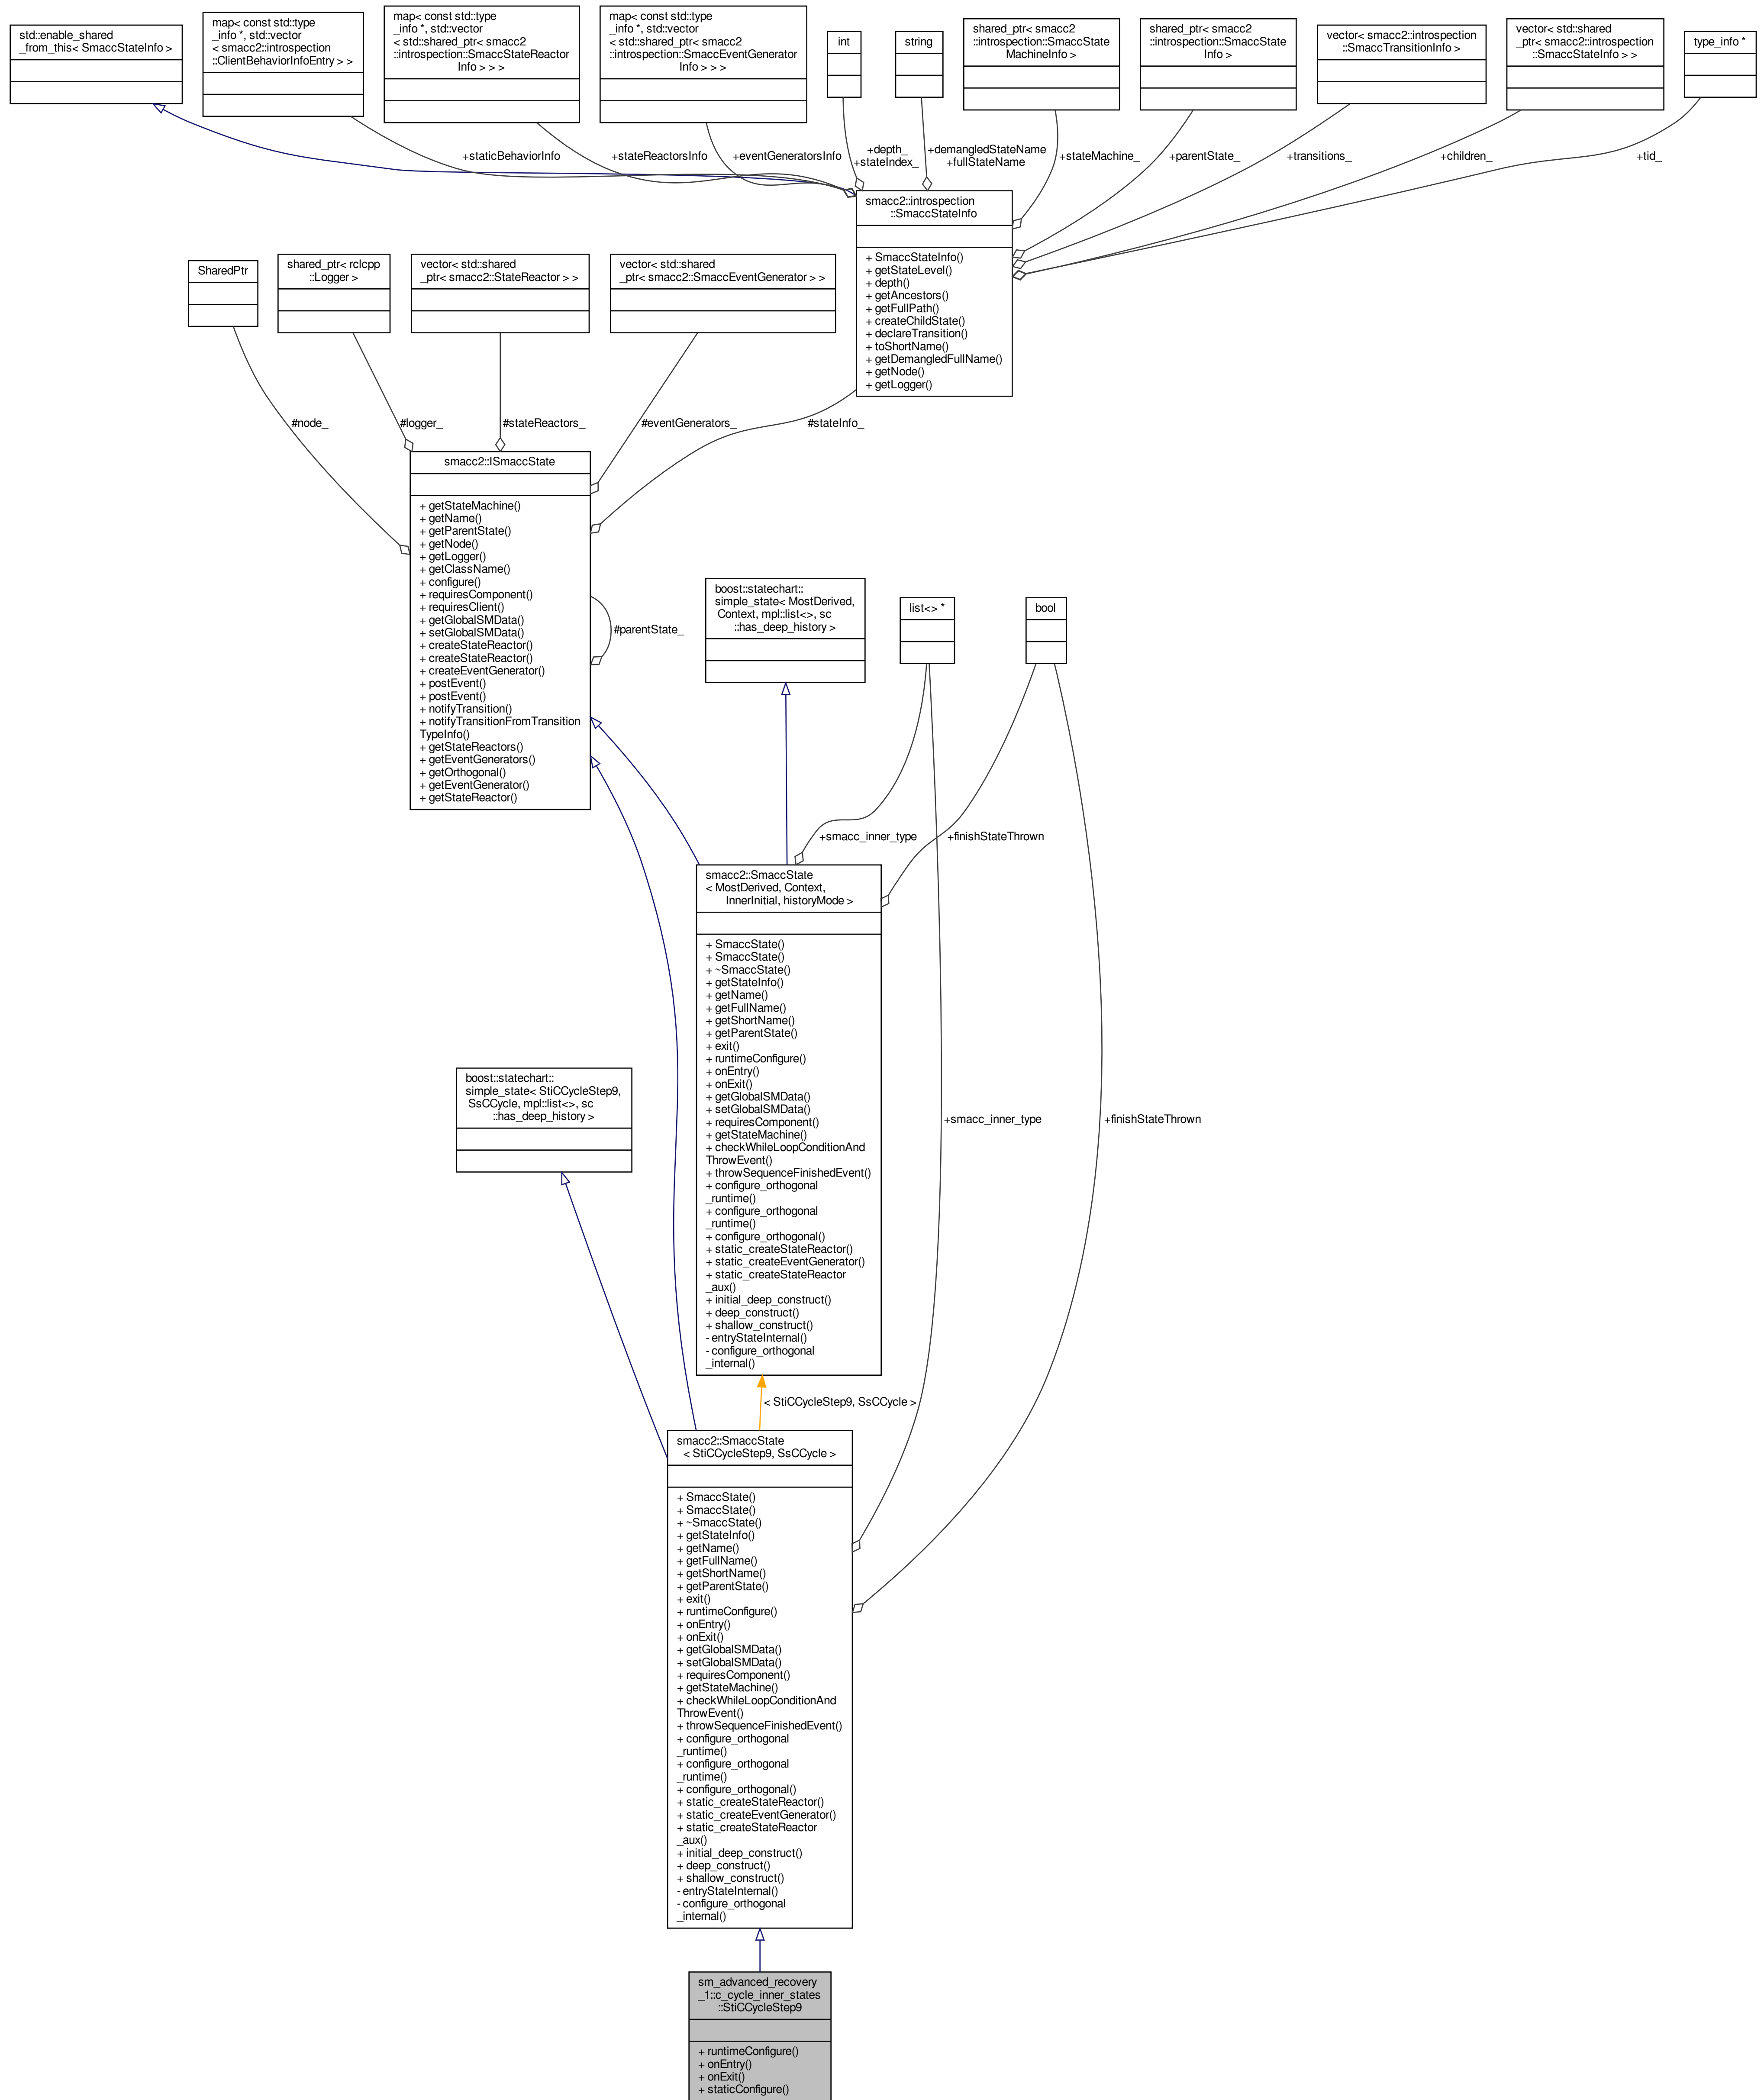 std::enable_shared
_from_this< SmaccStateInfo >
map< const std::type
_info *, std::vector
< smacc2::introspection
::ClientBehaviorInfoEntry > >
map< const std::type
_info *, std::vector
< std::shared_ptr< smacc2
::introspection::SmaccStateReactor
Info > > >
map< const std::type
_info *, std::vector
< std::shared_ptr< smacc2
::introspection::SmaccEventGenerator
Info > > >
int
string
shared_ptr< smacc2
::introspection::SmaccState
MachineInfo >
shared_ptr< smacc2
::introspection::SmaccState
Info >
vector< smacc2::introspection
::SmaccTransitionInfo >
vector< std::shared
_ptr< smacc2::introspection
::SmaccStateInfo > >
type_info *
+staticBehaviorInfo
+stateReactorsInfo
+eventGeneratorsInfo
+depth_
+stateIndex_
+demangledStateName
+fullStateName
+stateMachine_
+parentState_
+transitions_
+children_
+tid_
smacc2::introspection
::SmaccStateInfo
+ SmaccStateInfo()
+ getStateLevel()
+ depth()
+ getAncestors()
+ getFullPath()
+ createChildState()
+ declareTransition()
+ toShortName()
+ getDemangledFullName()
+ getNode()
+ getLogger()
SharedPtr
shared_ptr< rclcpp
::Logger >
vector< std::shared
_ptr< smacc2::StateReactor > >
vector< std::shared
_ptr< smacc2::SmaccEventGenerator > >
#node_
#logger_
#stateReactors_
#eventGenerators_
#stateInfo_
smacc2::ISmaccState
+ getStateMachine()
+ getName()
+ getParentState()
+ getNode()
+ getLogger()
+ getClassName()
+ configure()
+ requiresComponent()
+ requiresClient()
+ getGlobalSMData()
+ setGlobalSMData()
+ createStateReactor()
+ createStateReactor()
+ createEventGenerator()
+ postEvent()
+ postEvent()
+ notifyTransition()
+ notifyTransitionFromTransition
TypeInfo()
+ getStateReactors()
+ getEventGenerators()
+ getOrthogonal()
+ getEventGenerator()
+ getStateReactor()
#parentState_
boost::statechart::
simple_state< MostDerived,
Context, mpl::list<>, sc
::has_deep_history >
list<> *
bool
+smacc_inner_type
+finishStateThrown
smacc2::SmaccState
< MostDerived, Context,
InnerInitial, historyMode >
+ SmaccState()
+ SmaccState()
+ ~SmaccState()
+ getStateInfo()
+ getName()
+ getFullName()
+ getShortName()
+ getParentState()
+ exit()
+ runtimeConfigure()
+ onEntry()
+ onExit()
+ getGlobalSMData()
+ setGlobalSMData()
+ requiresComponent()
+ getStateMachine()
+ checkWhileLoopConditionAnd
ThrowEvent()
+ throwSequenceFinishedEvent()
+ configure_orthogonal
_runtime()
+ configure_orthogonal
_runtime()
+ configure_orthogonal()
+ static_createStateReactor()
+ static_createEventGenerator()
+ static_createStateReactor
_aux()
+ initial_deep_construct()
+ deep_construct()
+ shallow_construct()
- entryStateInternal()
- configure_orthogonal
_internal()
boost::statechart::
simple_state< StiCCycleStep9,
SsCCycle, mpl::list<>, sc
::has_deep_history >
+smacc_inner_type
+finishStateThrown
< StiCCycleStep9, SsCCycle >
smacc2::SmaccState
< StiCCycleStep9, SsCCycle >
+ SmaccState()
+ SmaccState()
+ ~SmaccState()
+ getStateInfo()
+ getName()
+ getFullName()
+ getShortName()
+ getParentState()
+ exit()
+ runtimeConfigure()
+ onEntry()
+ onExit()
+ getGlobalSMData()
+ setGlobalSMData()
+ requiresComponent()
+ getStateMachine()
+ checkWhileLoopConditionAnd
ThrowEvent()
+ throwSequenceFinishedEvent()
+ configure_orthogonal
_runtime()
+ configure_orthogonal
_runtime()
+ configure_orthogonal()
+ static_createStateReactor()
+ static_createEventGenerator()
+ static_createStateReactor
_aux()
+ initial_deep_construct()
+ deep_construct()
+ shallow_construct()
- entryStateInternal()
- configure_orthogonal
_internal()
sm_advanced_recovery
_1::c_cycle_inner_states
::StiCCycleStep9
+ runtimeConfigure()
+ onEntry()
+ onExit()
+ staticConfigure()